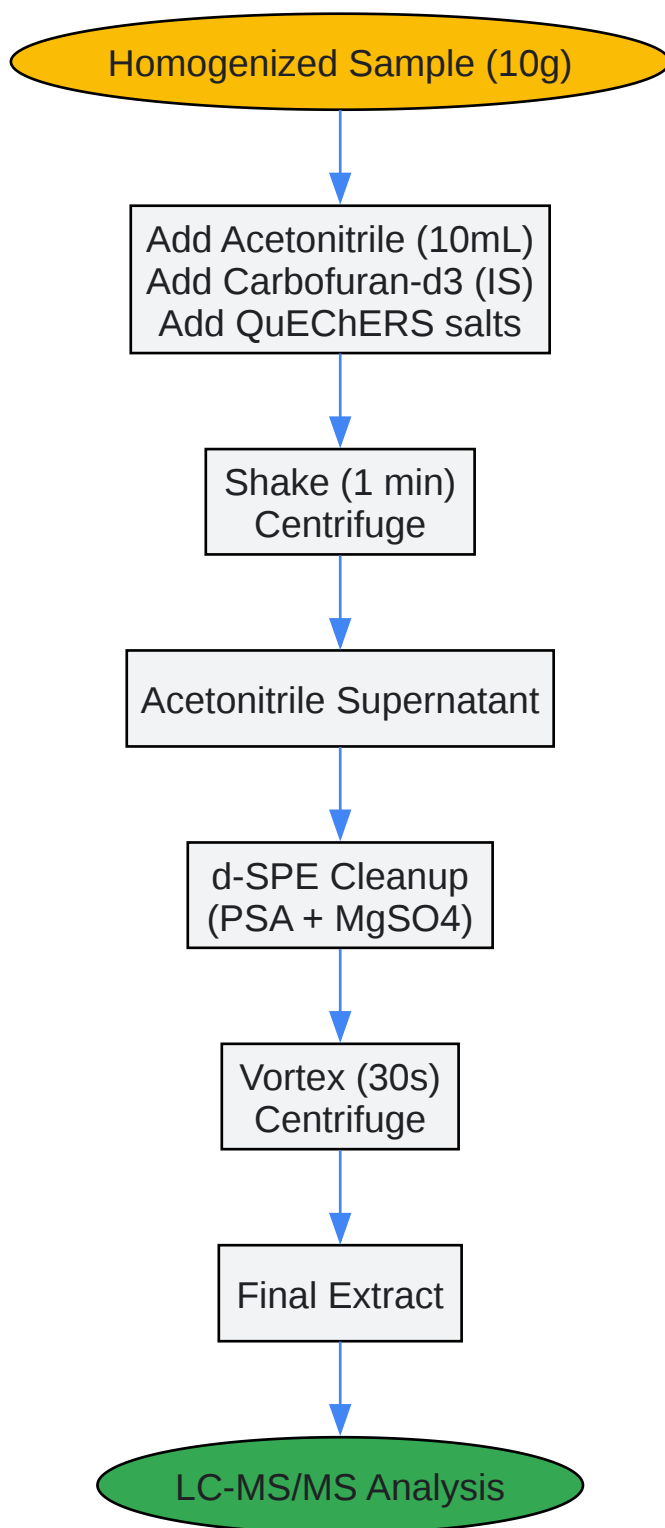 Homogenized Sample (10g)
Add Acetonitrile (10mL)
Add Carbofuran-d3 (IS)
Add QuEChERS salts
Shake (1 min)
Centrifuge
Acetonitrile Supernatant
d-SPE Cleanup
(PSA + MgSO4)
Vortex (30s)
Centrifuge
Final Extract
LC-MS/MS Analysis